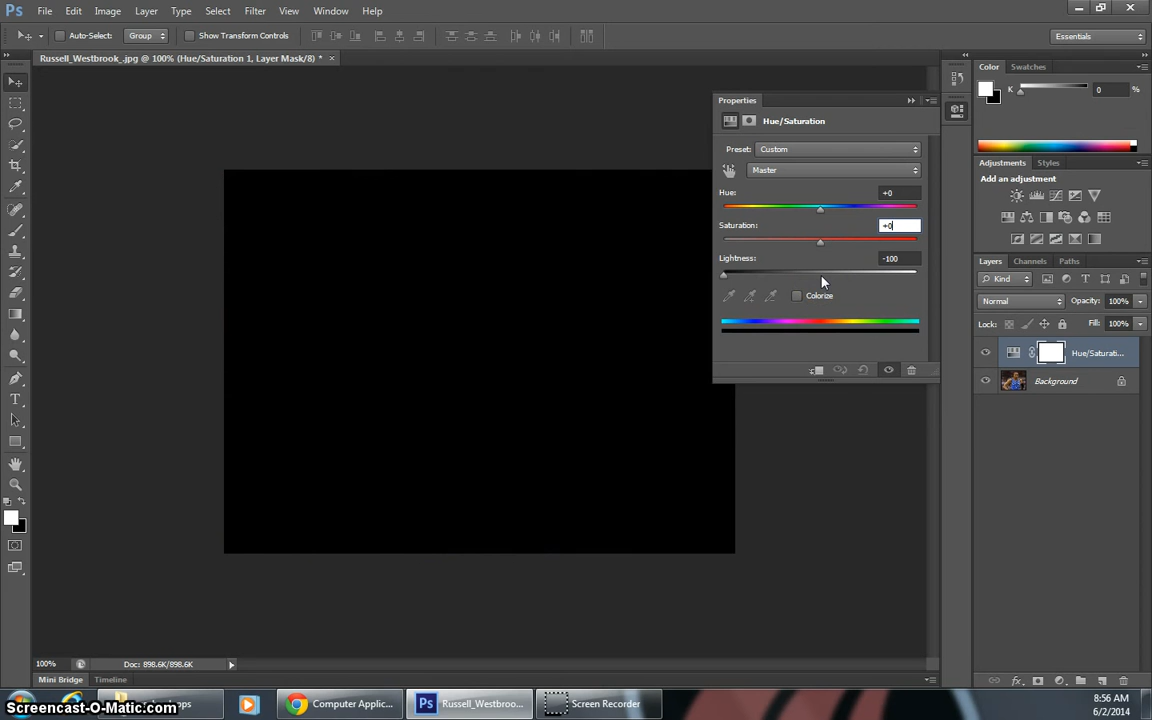 Ps File Edit Image Layer Type Select Filter View Window Help
Auto-Select: Group Show Transform Controls Essentials
Russell_Westbrook_.jpg @ 100% (Hue/Saturation 1, Layer Mask/8) * ×
Color Swatches
K 0 %
Properties
Hue/Saturation
Preset: Custom
Master
Hue: +0
Saturation: +0
Lightness: -100
Colorize
Adjustments Styles
Add an adjustment
Layers Channels Paths
Kind
Normal Opacity: 100%
Lock: Fill: 100%
Hue/Saturati...
Background
T
100% Doc: 898.6K/898.6K
Mini Bridge Timeline
ps Computer Applic... Ps Russell_Westbroo... Screen Recorder
8:56 AM
6/2/2014
Screencast-O-Matic.com